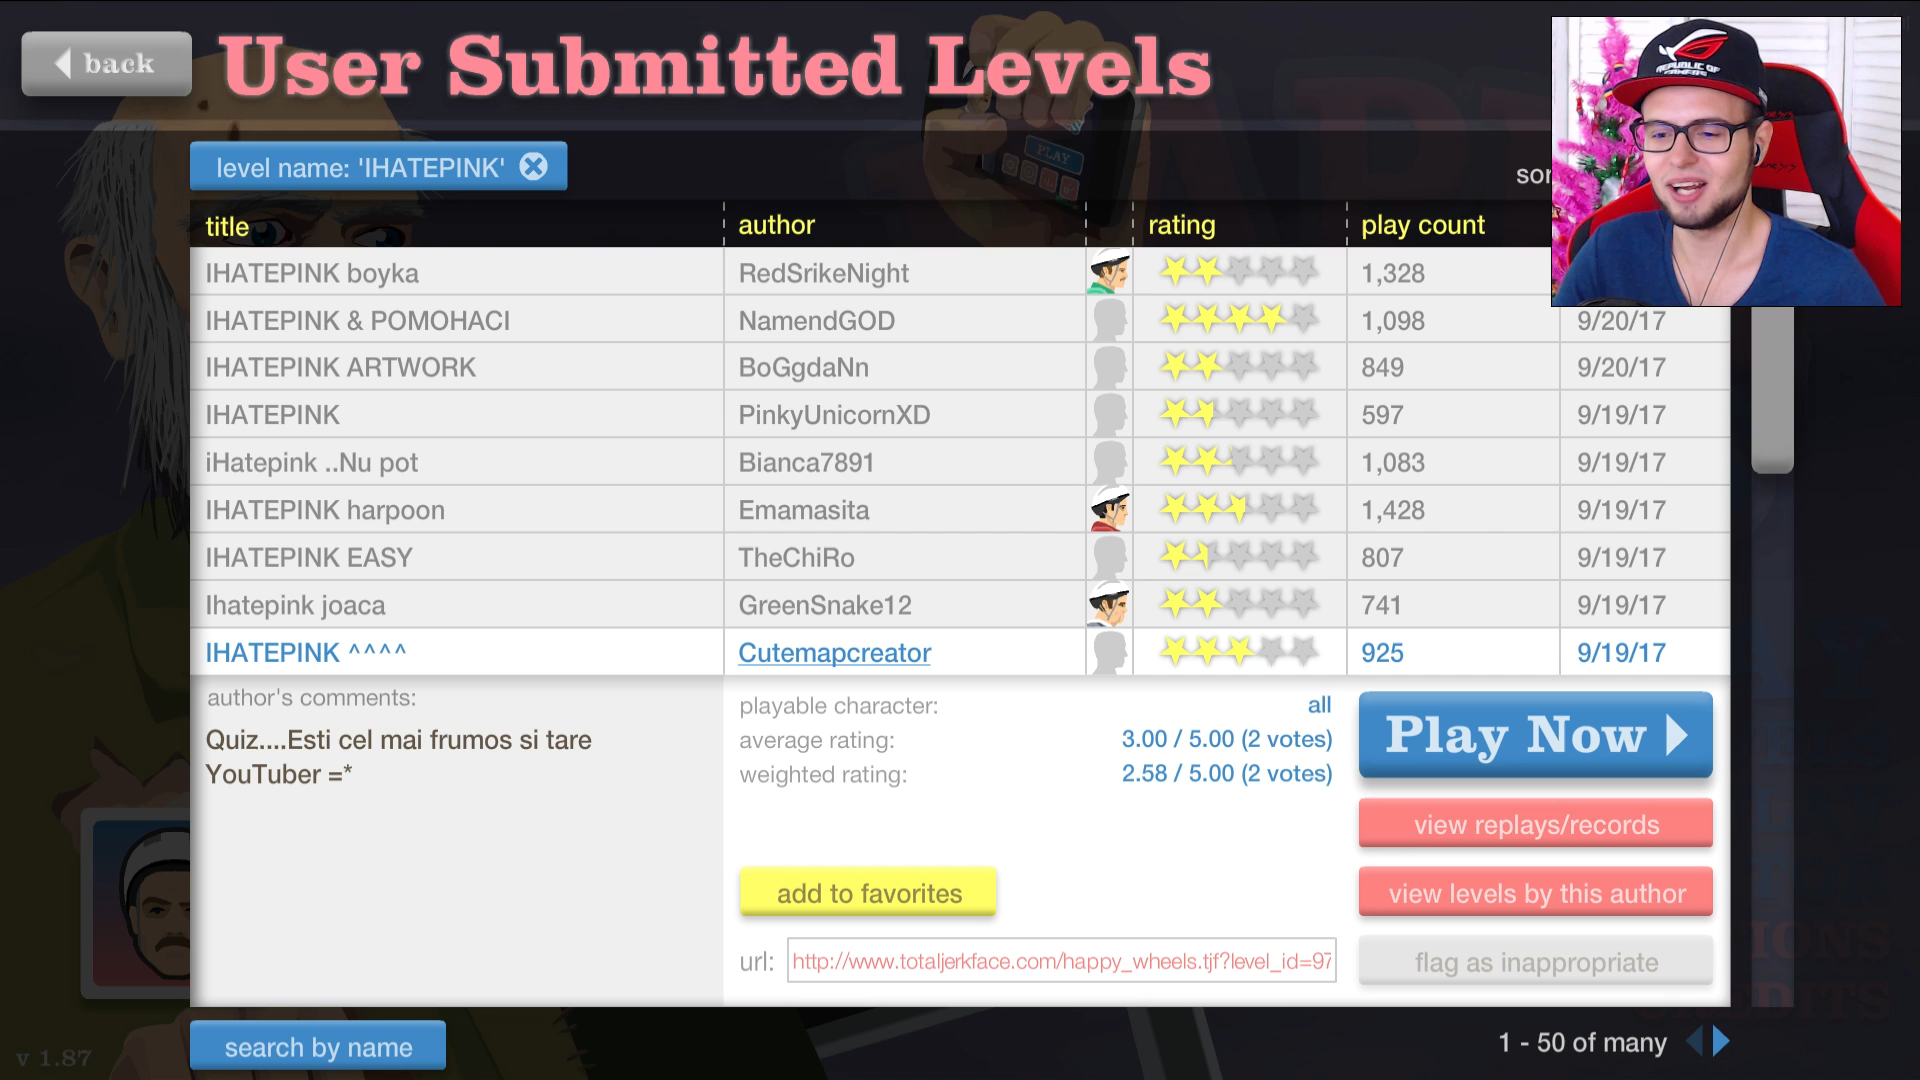 back
User Submitted Levels
REPUBLIC OF
PLAY
level name: 'IHATEPINK'
title author rating play count
IHATEPINK boyka RedSrikeNight 1,328
IHATEPINK & POMOHACI NamendGOD 1,098 9/20/17
IHATEPINK ARTWORK BoGgdaNn 849 9/20/17
IHATEPINK PinkyUnicornXD 597 9/19/17
iHatepink ..Nu pot Bianca7891 1,083 9/19/17
IHATEPINK harpoon Emamasita 1,428 9/19/17
IHATEPINK EASY TheChiRo 807 9/19/17
Ihatepink joaca GreenSnake12 741 9/19/17
IHATEPINK ^^^^ Cutemapcreator 925 9/19/17
author's comments:
Quiz....Esti cel mai frumos si tare
YouTuber =*
playable character: all
average rating: 3.00 / 5.00 (2 votes)
weighted rating: 2.58 / 5.00 (2 votes)
Play Now
view replays/records
add to favorites
view levels by this author
url: http://www.totaljerkface.com/happy_wheels.tjf?level_id=97
flag as inappropriate
search by name
1 - 50 of many
v 1.87